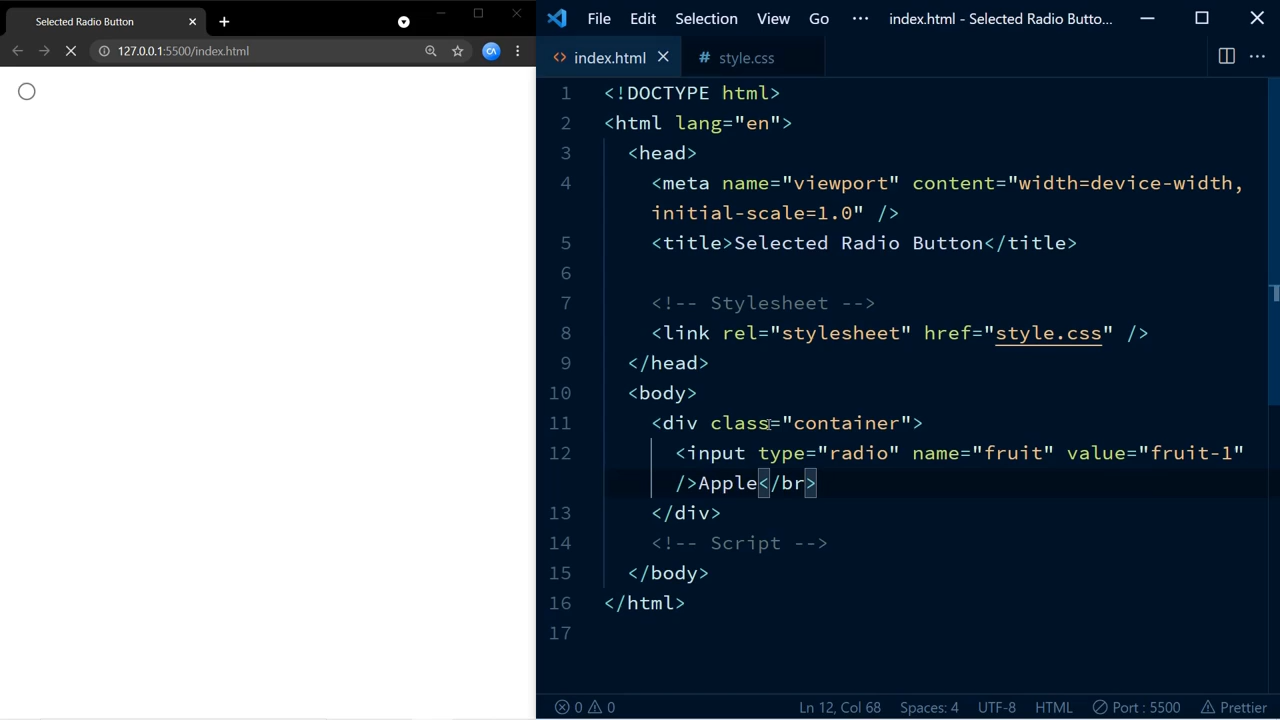 Selected Radio Button
127.0.0.1:5500/index.html
File Edit Selection View Go ··· index.html - Selected Radio Butto...
index.html # style.css
1 <!DOCTYPE html>
2 <html lang="en">
3 <head>
4 <meta name="viewport" content="width=device-width,
initial-scale=1.0" />
5 <title>Selected Radio Button</title>
6
7 <!-- Stylesheet -->
8 <link rel="stylesheet" href="style.css" />
9 </head>
10 <body>
11 <div class="container">
12 <input type="radio" name="fruit" value="fruit-1"
/>Apple</br>
13 </div>
14 <!-- Script -->
15 </body>
16 </html>
17
0 0 Ln 12, Col 68 Spaces: 4 UTF-8 HTML Port : 5500 Prettier